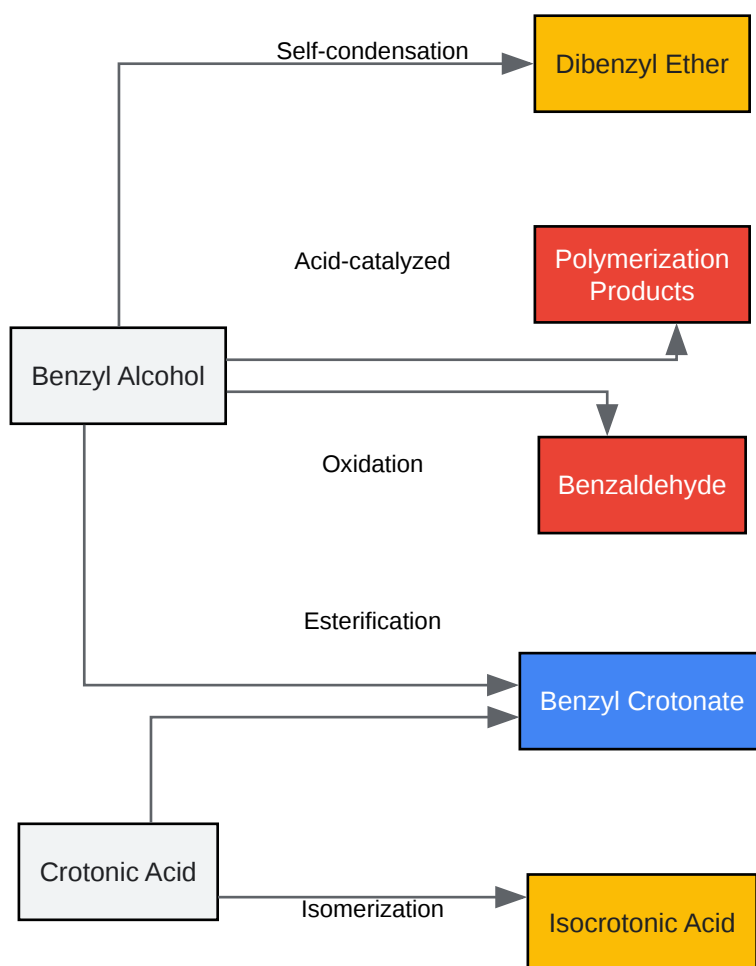 Self-condensation
Dibenzyl Ether
Acid-catalyzed
Polymerization
Products
Benzyl Alcohol
Oxidation
Benzaldehyde
Esterification
Benzyl Crotonate
Crotonic Acid
Isomerization
Isocrotonic Acid